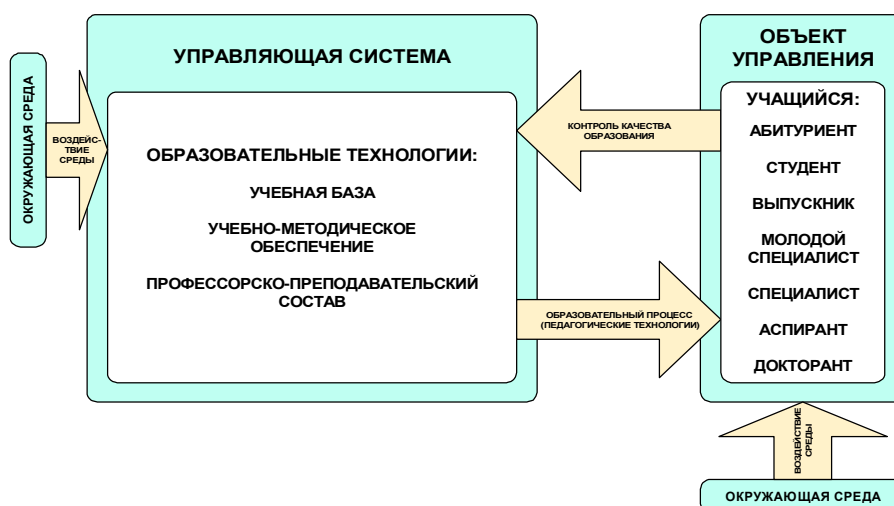 ОКРУЖАЮЩАЯ СРЕДА
ВОЗДЕЙС-
ТВИЕ
СРЕДЫ
УПРАВЛЯЮЩАЯ СИСТЕМА
ОБРАЗОВАТЕЛЬНЫЕ ТЕХНОЛОГИИ:
УЧЕБНАЯ БАЗА
УЧЕБНО-МЕТОДИЧЕСКОЕ
ОБЕСПЕЧЕНИЕ
ПРОФЕССОРСКО-ПРЕПОДАВАТЕЛЬСКИЙ
СОСТАВ
КОНТРОЛЬ КАЧЕСТВА
ОБРАЗОВАНИЯ
ОБРАЗОВАТЕЛЬНЫЙ ПРОЦЕСС
(ПЕДАГОГИЧЕСКИЕ ТЕХНОЛОГИИ)
ОБЪЕКТ
УПРАВЛЕНИЯ
УЧАЩИЙСЯ:
АБИТУРИЕНТ
СТУДЕНТ
ВЫПУСКНИК
МОЛОДОЙ
СПЕЦИАЛИСТ
СПЕЦИАЛИСТ
АСПИРАНТ
ДОКТОРАНТ
ВОЗДЕЙСТВИЕ
СРЕДЫ
ОКРУЖАЮЩАЯ СРЕДА